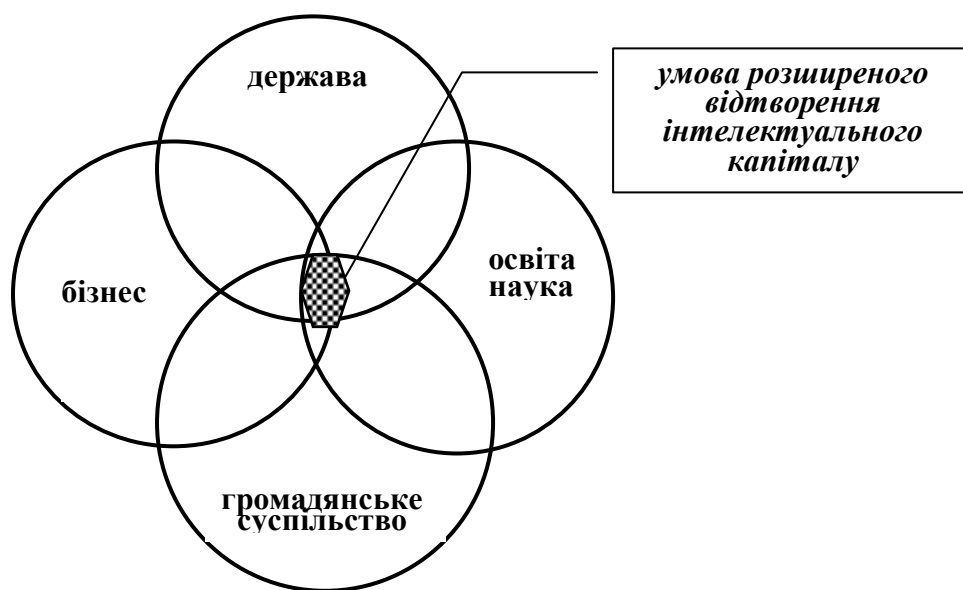 держава
умова розширеного
відтворення
інтелектуального
капіталу
бізнес
освіта
наука
громадянське
суспільство